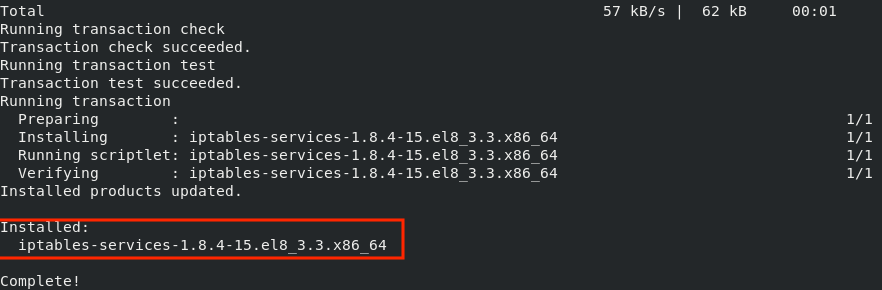 Total                                                              57 kB/s |  62 kB     00:01
Running transaction check
Transaction check succeeded.
Running transaction test
Transaction test succeeded.
Running transaction
  Preparing        :                                                                          1/1
  Installing       : iptables-services-1.8.4-15.el8_3.3.x86_64                                1/1
  Running scriptlet: iptables-services-1.8.4-15.el8_3.3.x86_64                                1/1
  Verifying        : iptables-services-1.8.4-15.el8_3.3.x86_64                                1/1
Installed products updated.

Installed:
  iptables-services-1.8.4-15.el8_3.3.x86_64

Complete!